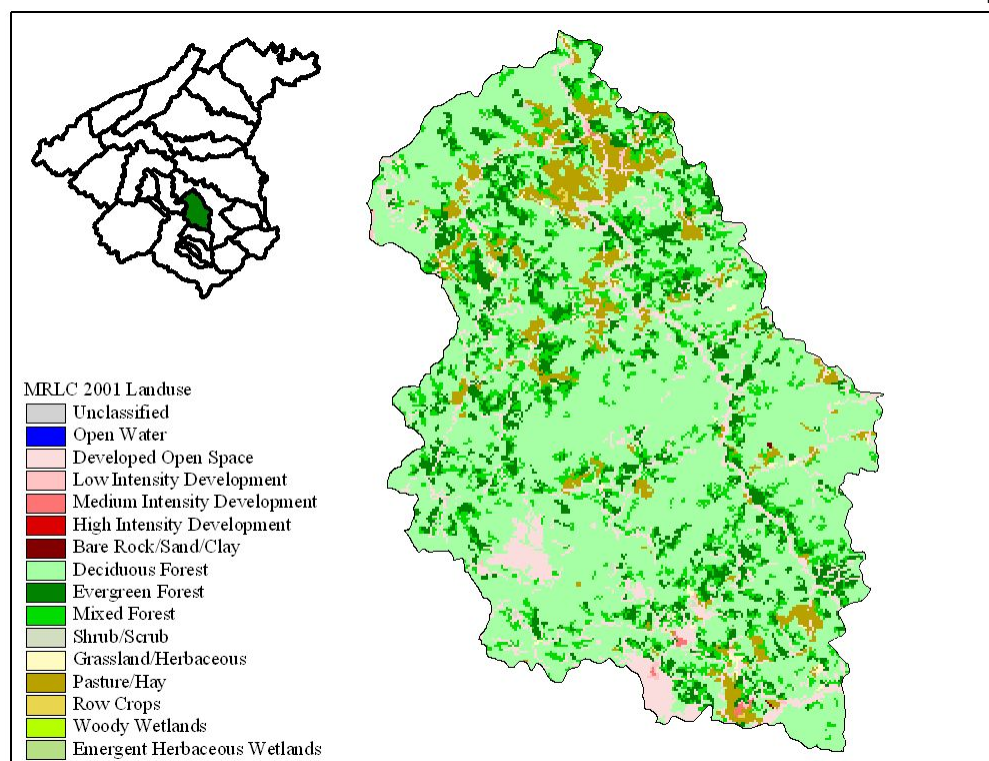 MRLC 2001 Landuse
Unclassified
Open Water
Developed Open Space
Low Intensity Development
Medium Intensity Development
High Intensity Development
Bare Rock/Sand/Clay
Deciduous Forest
Evergreen Forest
Mixed Forest
Shrub/Scrub
Grassland/Herbaceous
Pasture/Hay
Row Crops
Woody Wetlands
Emergent Herbaceous Wetlands